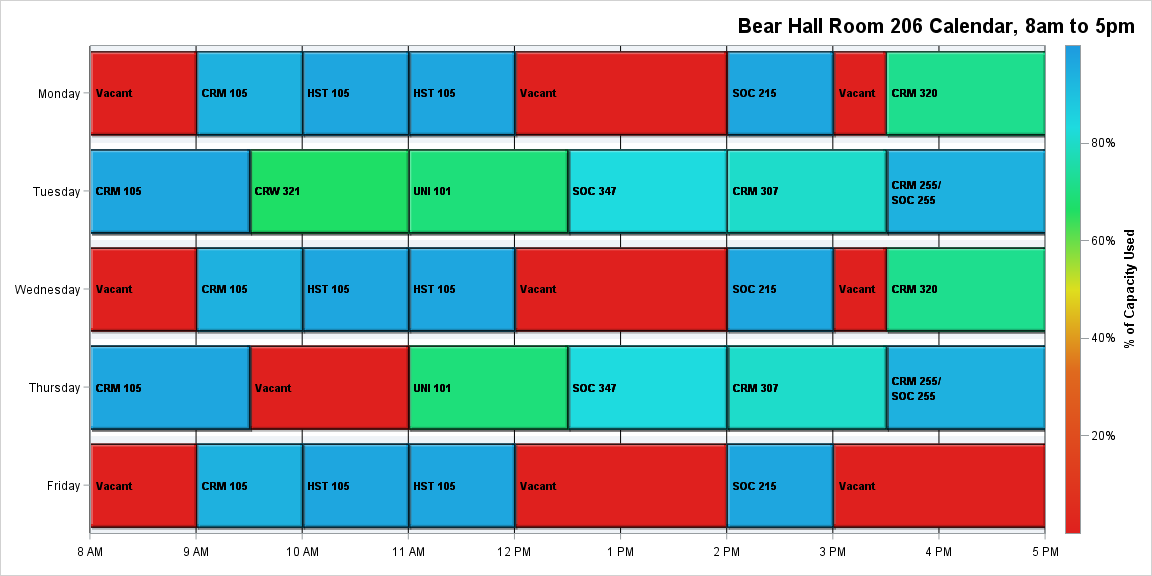 Bear Hall Room 206 Calendar, 8am to 5pm
Monday
Vacant
CRM 105
HST 105
HST 105
Vacant
SOC 215
Vacant
CRM 320
Tuesday
CRM 105
CRW 321
UNI 101
SOC 347
CRM 307
CRM 255/
SOC 255
Wednesday
Vacant
CRM 105
HST 105
HST 105
Vacant
SOC 215
Vacant
CRM 320
Thursday
CRM 105
Vacant
UNI 101
SOC 347
CRM 307
CRM 255/
SOC 255
Friday
Vacant
CRM 105
HST 105
HST 105
Vacant
SOC 215
Vacant
8 AM
9 AM
10 AM
11 AM
12 PM
1 PM
2 PM
3 PM
4 PM
5 PM
80%
60%
40%
20%
% of Capacity Used